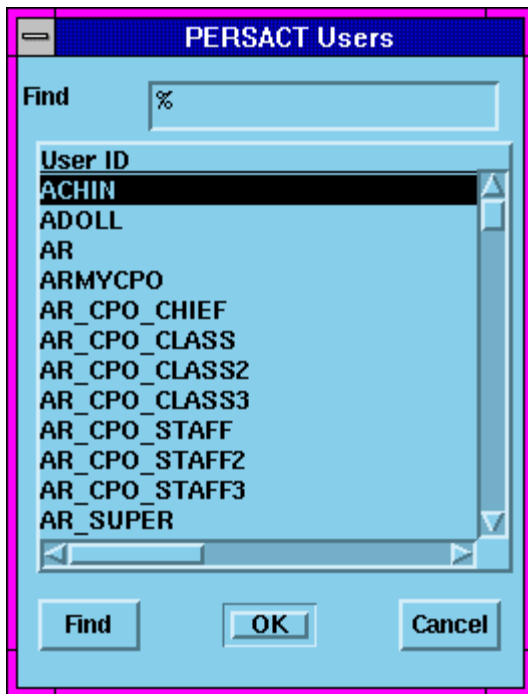 PERSACT Users
Find %
User ID
ACHIN
ADOLL
AR
ARMYCPO
AR_CPO_CHIEF
AR_CPO_CLASS
AR_CPO_CLASS2
AR_CPO_CLASS3
AR_CPO_STAFF
AR_CPO_STAFF2
AR_CPO_STAFF3
AR_SUPER
Find OK Cancel